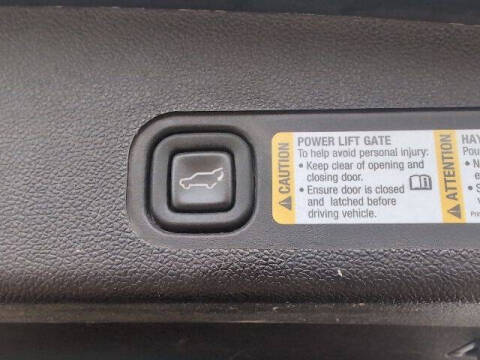 CAUTION
POWER LIFT GATE
To help avoid personal injury:
• Keep clear of opening and
closing door.
• Ensure door is closed
and latched before
driving vehicle.
ATTENTION